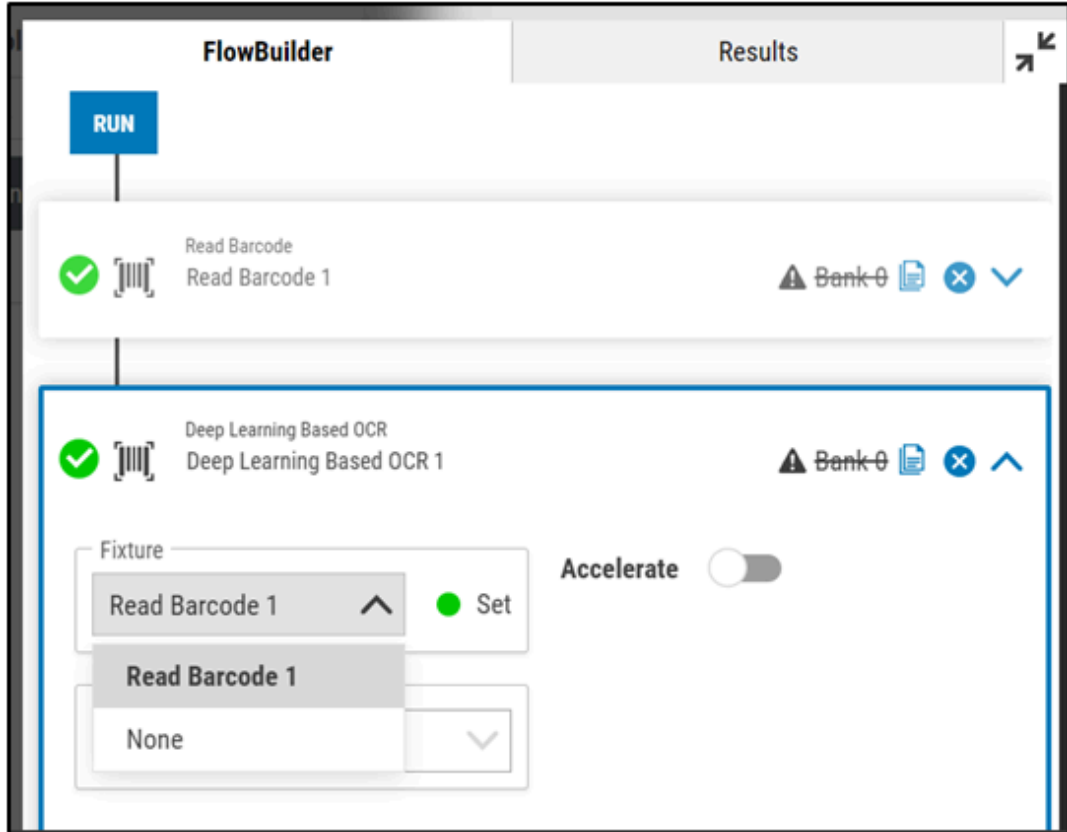 FlowBuilder
Results
RUN
Read Barcode
Read Barcode 1
Bank 0
Deep Learning Based OCR
Deep Learning Based OCR 1
Bank 0
Fixture
Read Barcode 1
Set
Accelerate
Read Barcode 1
None